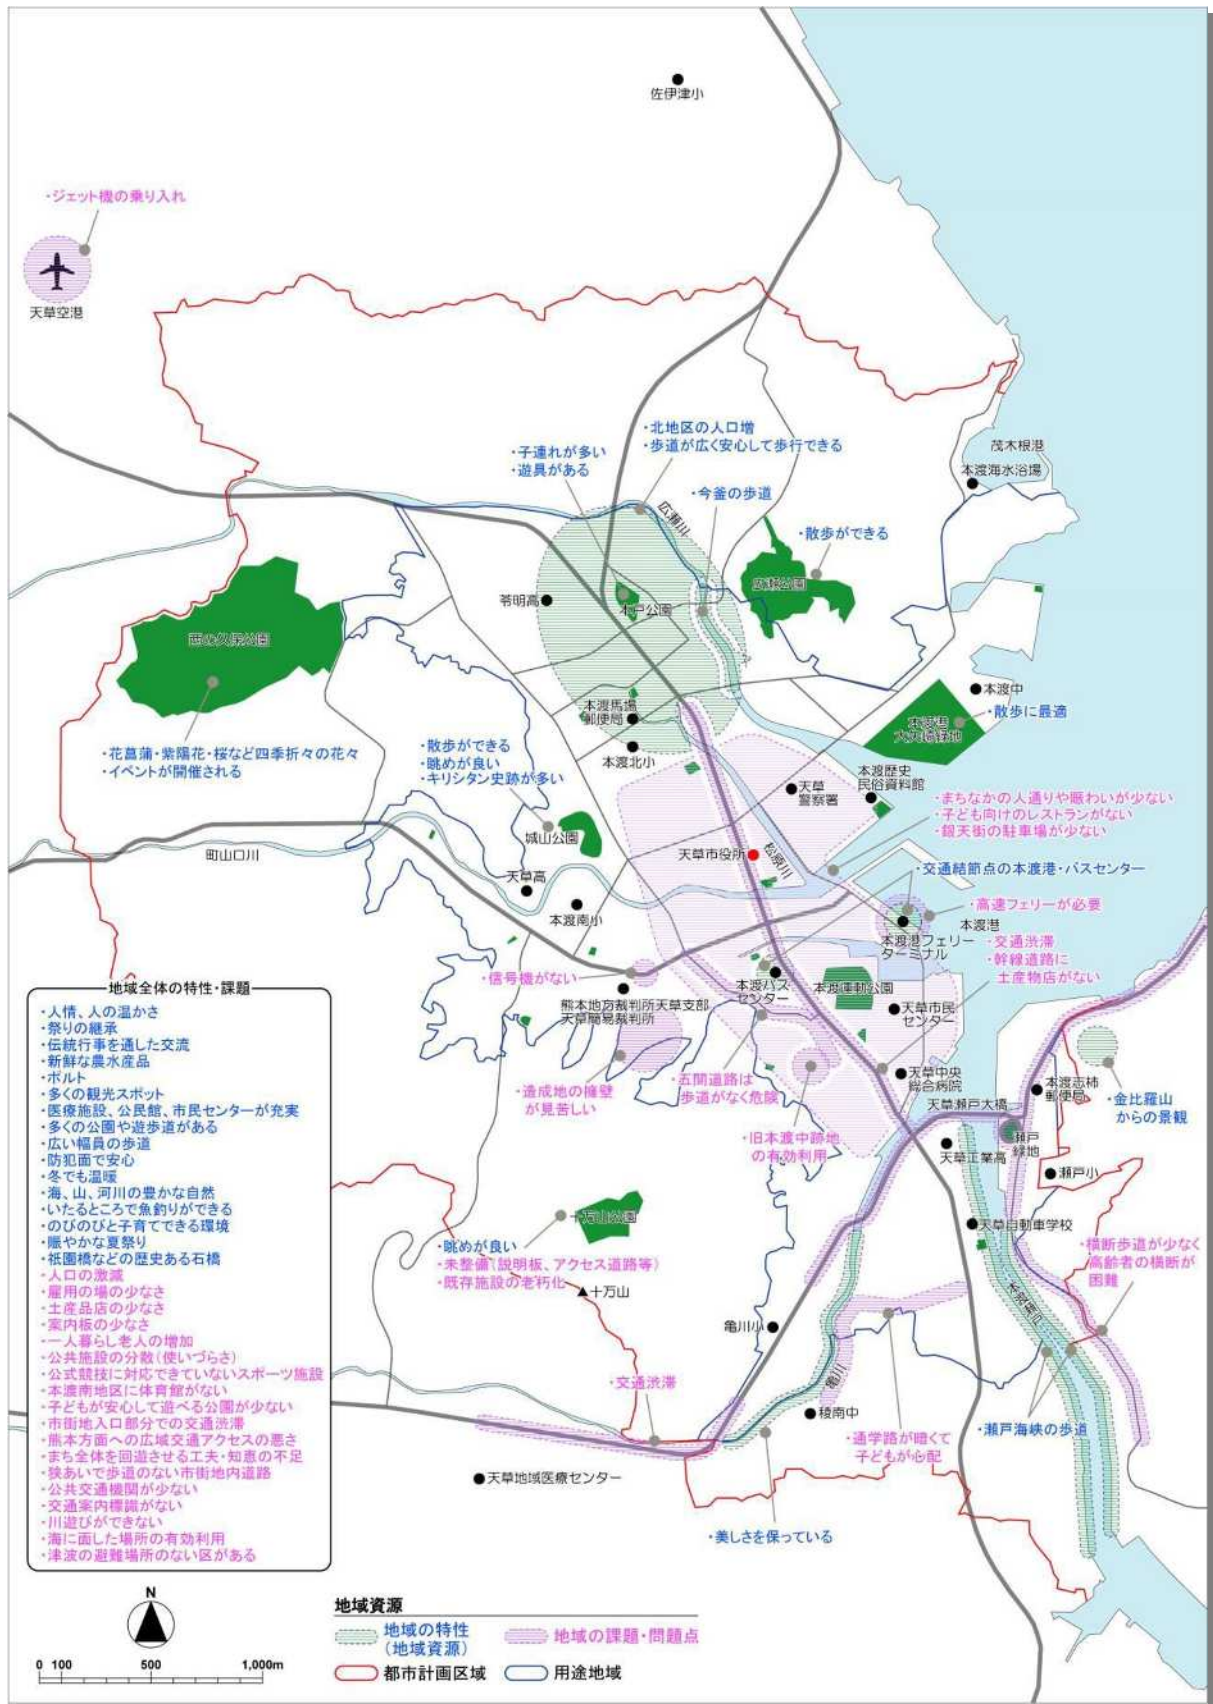 佐伊津小
・ジェット機の乗り入れ
天草空港
・北地区の人口増
・歩道が広く安心して歩行できる
・子連れが多い
・遊具がある
茂木根港
本渡海水浴場
・今釜の歩道
広瀬川
・散歩ができる
広瀬公園
苓明高
本戸公園
西の久保公園
本渡中
・散歩に最適
本渡港
大矢崎緑地
本渡馬場
郵便局
本渡北小
・花菖蒲・紫陽花・桜など四季折々の花々
・イベントが開催される
・散歩ができる
・眺めが良い
・キリシタン史跡が多い
天草
警察署
本渡歴史
民俗資料館
・まちなかの人通りや賑わいが少ない
・子ども向けのレストランがない
・銀天街の駐車場が少ない
城山公園
町山口川
天草市役所
松原川
・交通結節点の本渡港・バスセンター
天草高
本渡南小
・高速フェリーが必要
本渡港
本渡港フェリー
ターミナル
・交通渋滞
・幹線道路に
土産物店がない
・信号機がない
本渡バス
センター
本渡運動公園
熊本地方裁判所天草支部
天草簡易裁判所
天草市民
センター
・造成地の擁壁
が見苦しい
・五間道路は
歩道がなく危険
天草中央
総合病院
本渡志柿
郵便局
・金比羅山
からの景観
天草瀬戸大橋
・旧本渡中跡地
の有効利用
天草工業高
瀬戸
緑地
瀬戸小
地域全体の特性・課題
・人情、人の温かさ
・祭りの継承
・伝統行事を通した交流
・新鮮な農水産品
・ポルト
・多くの観光スポット
・医療施設、公民館、市民センターが充実
・多くの公園や遊歩道がある
・広い幅員の歩道
・防犯面で安心
・冬でも温暖
・海、山、河川の豊かな自然
・いたるところで魚釣りができる
・のびのびと子育てできる環境
・賑やかな夏祭り
・祇園橋などの歴史ある石橋
・人口の激減
・雇用の場の少なさ
・土産品店の少なさ
・案内板の少なさ
・一人暮らし老人の増加
・公共施設の分散(使いづらさ)
・公式競技に対応できていないスポーツ施設
・本渡南地区に体育館がない
・子どもが安心して遊べる公園が少ない
・市街地入口部分での交通渋滞
・熊本方面への広域交通アクセスの悪さ
・まち全体を回遊させる工夫・知恵の不足
・狭あいで歩道のない市街地内道路
・公共交通機関が少ない
・交通案内標識がない
・川遊びができない
・海に面した場所の有効利用
・津波の避難場所のない区がある
十万山公園
・眺めが良い
・未整備(説明板、アクセス道路等)
・既存施設の老朽化
▲十万山
天草自動車学校
・横断歩道が少なく
高齢者の横断が
困難
本渡瀬戸
亀川小
亀川
・交通渋滞
稜南中
・通学路が暗くて
子どもが心配
・瀬戸海峡の歩道
天草地域医療センター
・美しさを保っている
N
0 100 500 1,000m
地域資源
地域の特性
(地域資源)
地域の課題・問題点
都市計画区域
用途地域